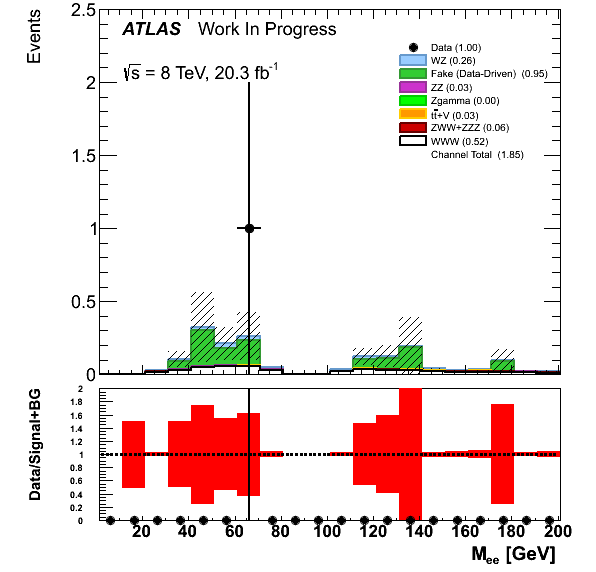 Events
2.5
2
1.5
1
0.5
0
ATLAS Work In Progress
√s = 8 TeV, 20.3 fb-1
Data (1.00)
WZ (0.26)
Fake (Data-Driven) (0.95)
ZZ (0.03)
Zgamma (0.00)
tt̄+V (0.03)
ZWW+ZZZ (0.06)
WWW (0.52)
Channel Total (1.85)
Data/Signal+BG
2
1.8
1.6
1.4
1.2
1
0.8
0.6
0.4
0.2
0
20 40 60 80 100 120 140 160 180 200
Mee [GeV]